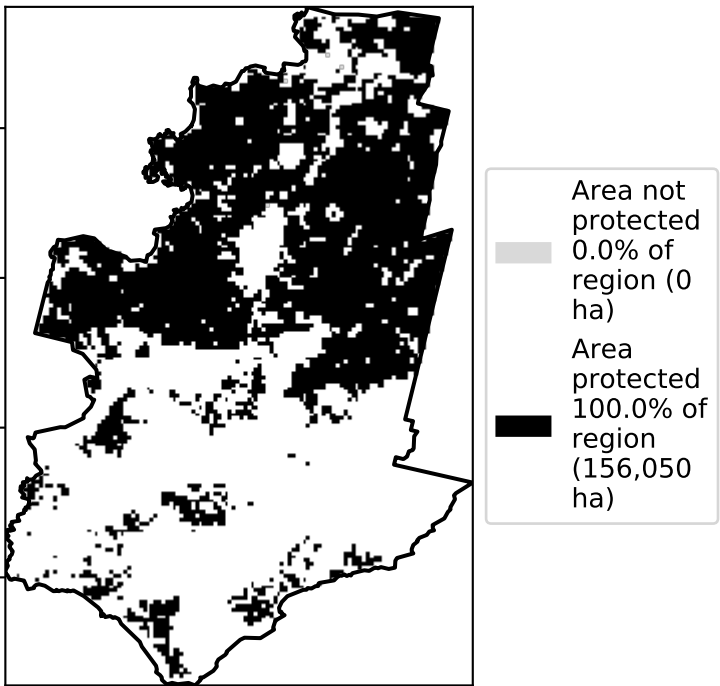 Area not
protected
0.0% of
region (0
ha)
Area
protected
100.0% of
region
(156,050
ha)